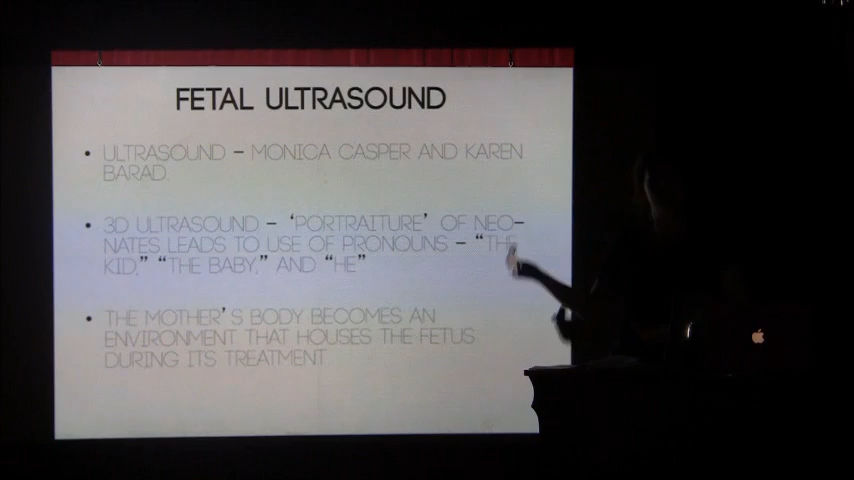 FETAL ULTRASOUND
• ULTRASOUND – MONICA CASPER AND KAREN
BARAD.
• 3D ULTRASOUND – 'PORTRAITURE' OF NEO-
NATES LEADS TO USE OF PRONOUNS – "THE
KID," "THE BABY," AND "HE"
• THE MOTHER'S BODY BECOMES AN
ENVIRONMENT THAT HOUSES THE FETUS
DURING ITS TREATMENT